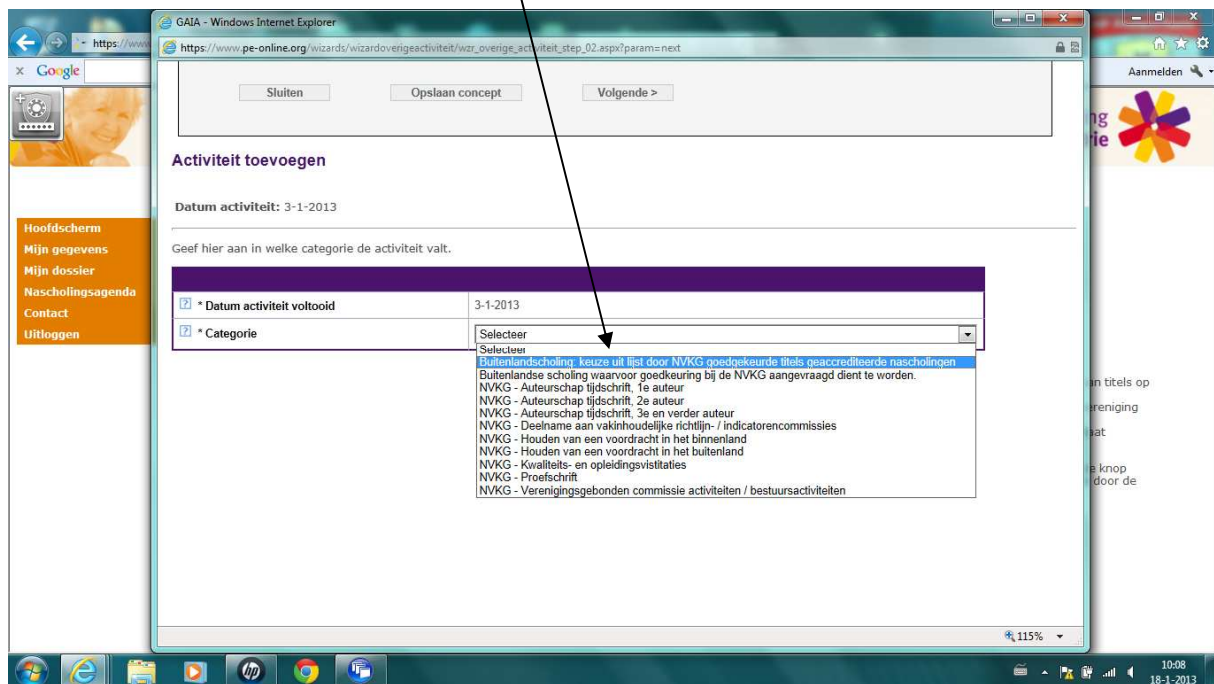 GAIA - Windows Internet Explorer
https://www
https://www.pe-online.org/wizards/wizardoverigeactiviteit/wzr_overige_activiteit_step_02.aspx?param=next
x Google
Aanmelden
Sluiten
Opslaan concept
Volgende >
ng
rie
Activiteit toevoegen
Datum activiteit: 3-1-2013
Hoofdscherm
Mijn gegevens
Mijn dossier
Nascholingsagenda
Contact
Uitloggen
Geef hier aan in welke categorie de activiteit valt.
* Datum activiteit voltooid 3-1-2013
* Categorie Selecteer
Selecteer
Buitenlandscholing: keuze uit lijst door NVKG goedgekeurde titels geaccrediteerde nascholingen
Buitenlandse scholing waarvoor goedkeuring bij de NVKG aangevraagd dient te worden.
NVKG - Auteurschap tijdschrift, 1e auteur
NVKG - Auteurschap tijdschrift, 2e auteur
NVKG - Auteurschap tijdschrift, 3e en verder auteur
NVKG - Deelname aan vakinhoudelijke richtlijn- / indicatorencommissies
NVKG - Houden van een voordracht in het binnenland
NVKG - Houden van een voordracht in het buitenland
NVKG - Kwaliteits- en opleidingsvistitaties
NVKG - Proefschrift
NVKG - Verenigingsgebonden commissie activiteiten / bestuursactiviteiten
an titels op
ereniging
aat
e knop
door de
115%
hp
10:08
18-1-2013